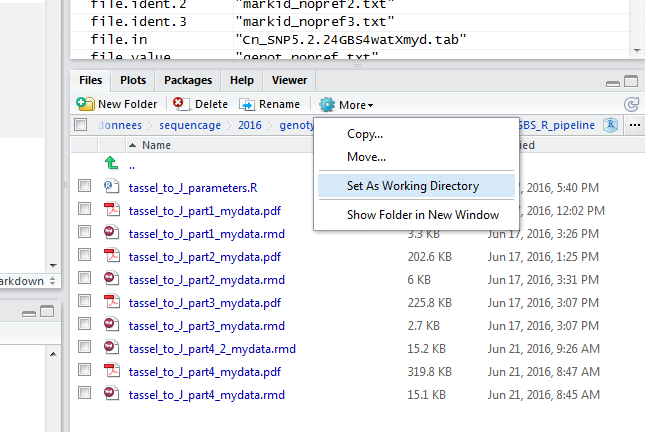 file.ident.2 "markid_nopref2.txt"
file.ident.3 "markid_nopref3.txt"
file.in "Cn_SNP5.2.24GBS4watXmyd.tab"
file.value "genot_nopref.txt"
Files Plots Packages Help Viewer
New Folder Delete Rename More
donnees sequencage 2016 genoty GBS_R_pipeline ...
Name ied
Copy...
Move...
Set As Working Directory
Show Folder in New Window
..
tassel_to_J_parameters.R 7, 2016, 5:40 PM
tassel_to_J_part1_mydata.pdf 7, 2016, 12:02 PM
tassel_to_J_part1_mydata.rmd 3.3 KB Jun 17, 2016, 3:26 PM
tassel_to_J_part2_mydata.pdf 202.6 KB Jun 17, 2016, 1:25 PM
tassel_to_J_part2_mydata.rmd 6 KB Jun 17, 2016, 3:31 PM
tassel_to_J_part3_mydata.pdf 225.8 KB Jun 17, 2016, 3:07 PM
tassel_to_J_part3_mydata.rmd 2.7 KB Jun 17, 2016, 3:07 PM
tassel_to_J_part4_2_mydata.rmd 15.2 KB Jun 21, 2016, 9:26 AM
tassel_to_J_part4_mydata.pdf 319.8 KB Jun 21, 2016, 8:47 AM
tassel_to_J_part4_mydata.rmd 15.1 KB Jun 21, 2016, 8:45 AM
arkdown